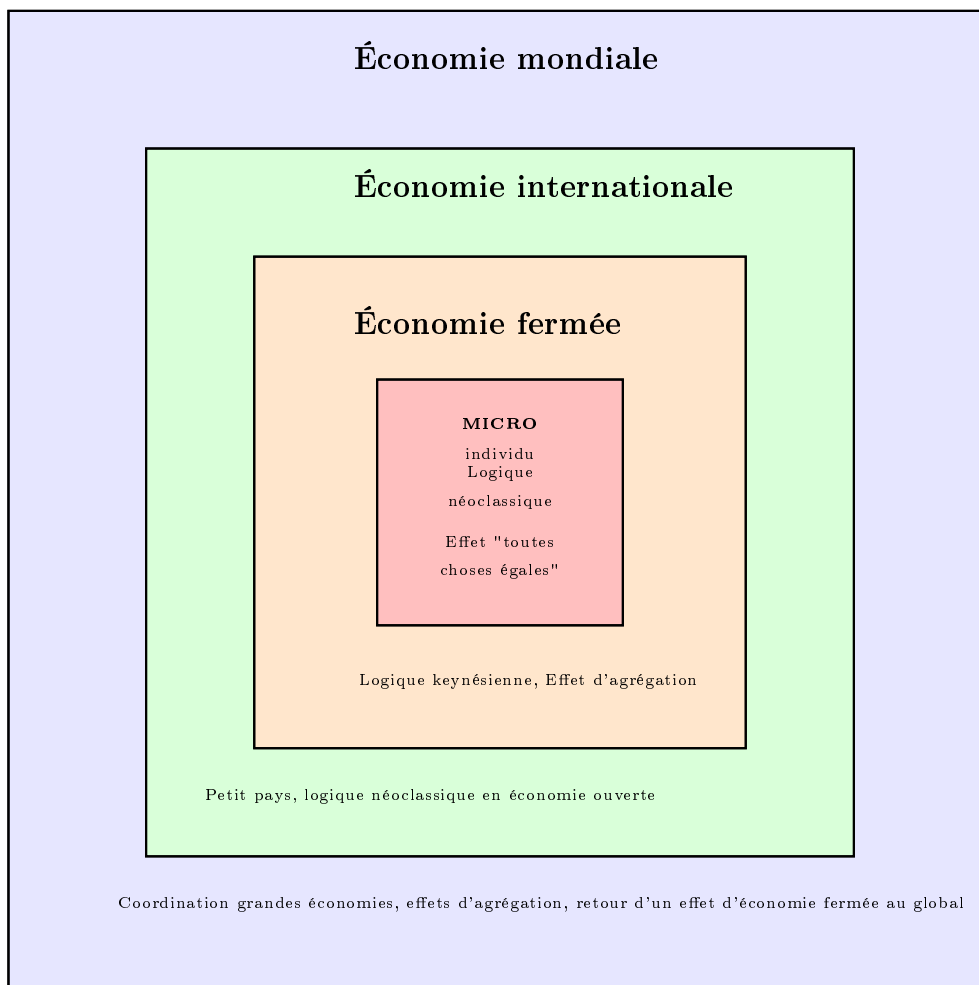 Économie mondiale
Économie internationale
Économie fermée
MICRO
individu
Logique
néoclassique
Effet "toutes
choses égales"
Logique keynésienne, Effet d'agrégation
Petit pays, logique néoclassique en économie ouverte
Coordination grandes économies, effets d'agrégation, retour d'un effet d'économie fermée au global